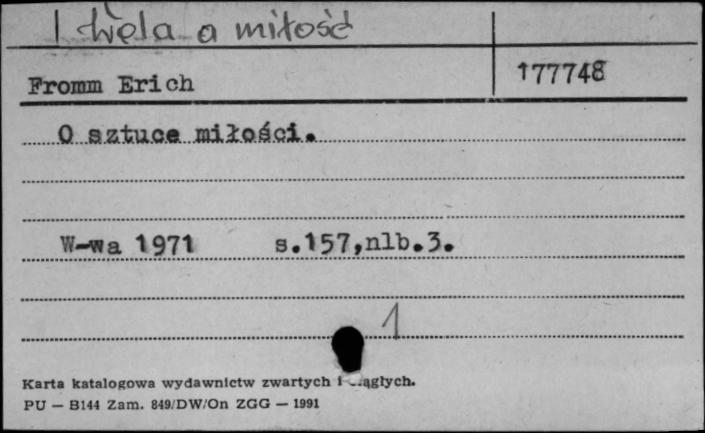 a miłość
177748
Fromm Erich
O sztuce miłości.
W-wa 1971 s.157,nlb.3.
1
Karta katalogowa wydawnictw zwartych i ciągłych.
PU — B144 Zam. 849/DW/On ZGG — 1991